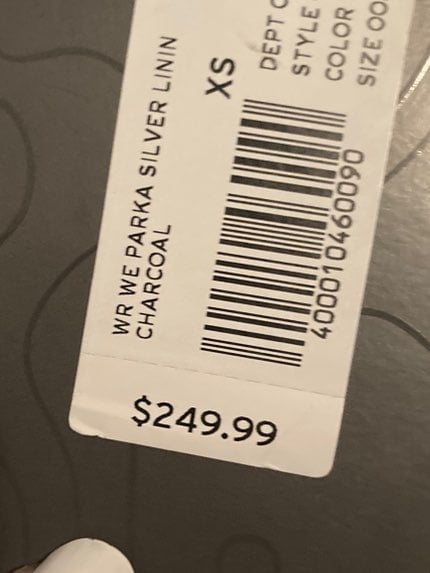 WR WE PARKA SILVER LININ
CHARCOAL
XS
DEPT
STYLE
COLOR
SIZE
400010460090
$249.99